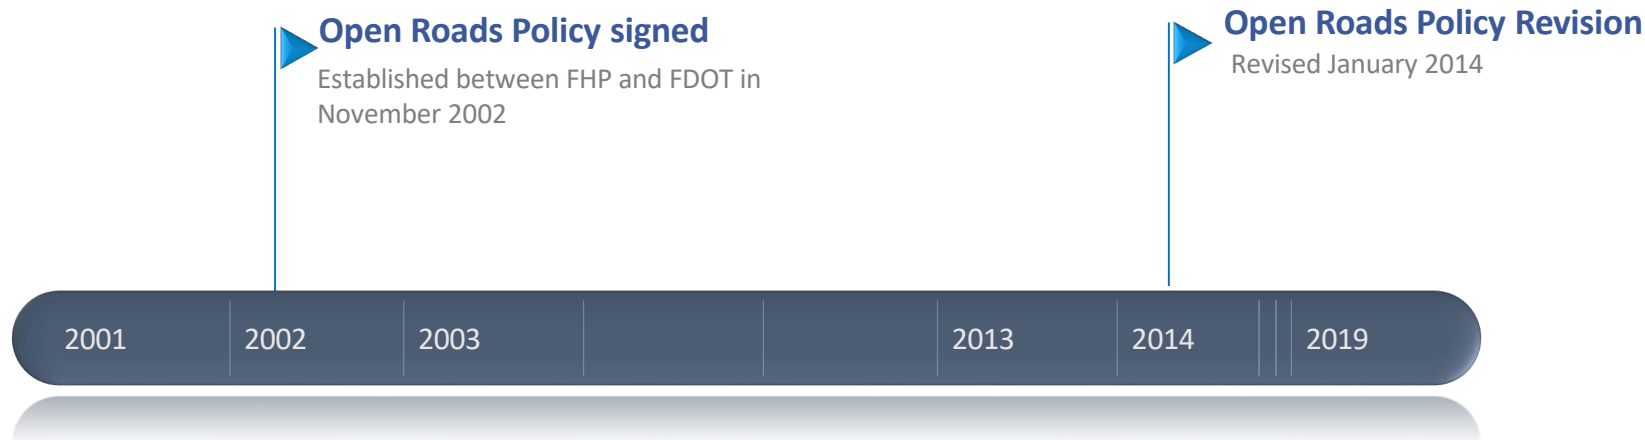 Open Roads Policy signed
Established between FHP and FDOT in
November 2002
Open Roads Policy Revision
Revised January 2014
2001 2002 2003 2013 2014 2019